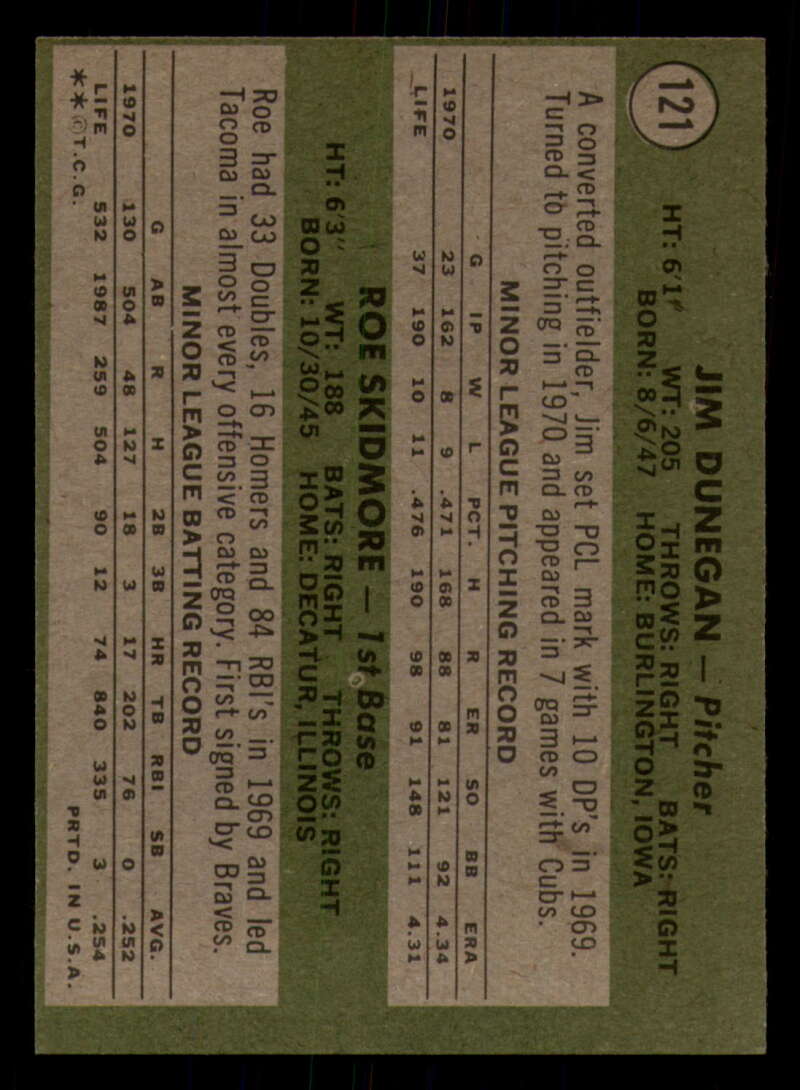 121
JIM DUNEGAN — Pitcher
HT: 6'1" WT: 205 THROWS: RIGHT BATS: RIGHT
BORN: 8/6/47 HOME: BURLINGTON, IOWA
A converted outfielder, Jim set PCL mark with 10 DP's in 1969.
Turned to pitching in 1970 and appeared in 7 games with Cubs.
MINOR LEAGUE PITCHING RECORD
G IP W L PCT. H R ER SO BB ERA
1970 23 162 8 9 .471 168 88 81 121 92 4.34
LIFE 37 190 10 11 .476 190 98 91 148 111 4.31
ROE SKIDMORE — 1st Base
HT: 6'3" WT: 188 BATS: RIGHT THROWS: RIGHT
BORN: 10/30/45 HOME: DECATUR, ILLINOIS
Roe had 33 Doubles, 16 Homers and 84 RBI's in 1969 and led
Tacoma in almost every offensive category. First signed by Braves.
MINOR LEAGUE BATTING RECORD
G AB R H 2B 3B HR TB RBI SB AVG.
1970 130 504 48 127 18 3 17 202 76 0 .252
LIFE 532 1987 259 504 90 12 74 840 335 3 .254
**©T.C.G. PRTD. IN U.S.A.